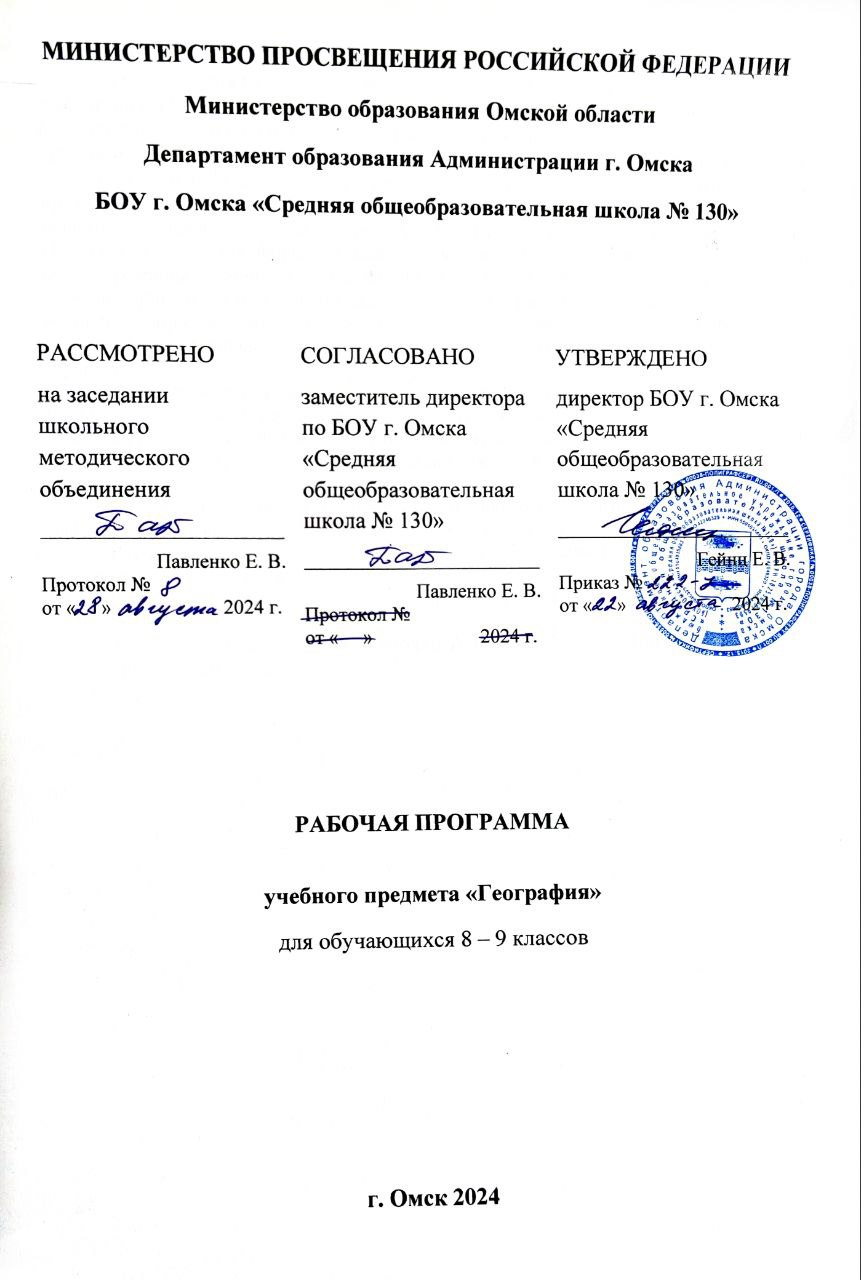 МИНИСТЕРСТВО ПРОСВЕЩЕНИЯ РОССИЙСКОЙ ФЕДЕРАЦИИ
Министерство образования Омской области
Департамент образования Администрации г. Омска
БОУ г. Омска «Средняя общеобразовательная школа № 130»
РАССМОТРЕНО
на заседании
школьного
методического
объединения
Павленко Е. В.
Протокол № 8
от «28» августа 2024 г.
СОГЛАСОВАНО
заместитель директора
по БОУ г. Омска
«Средняя
общеобразовательная
школа № 130»
Павленко Е. В.
Протокол №
от «    »    2024 г.
УТВЕРЖДЕНО
директор БОУ г. Омска
«Средняя
общеобразовательная
школа № 130»
Гейнц Е. В.
Приказ №
от «22» августа 2024 г.
РАБОЧАЯ ПРОГРАММА
учебного предмета «География»
для обучающихся 8 – 9 классов
г. Омск 2024